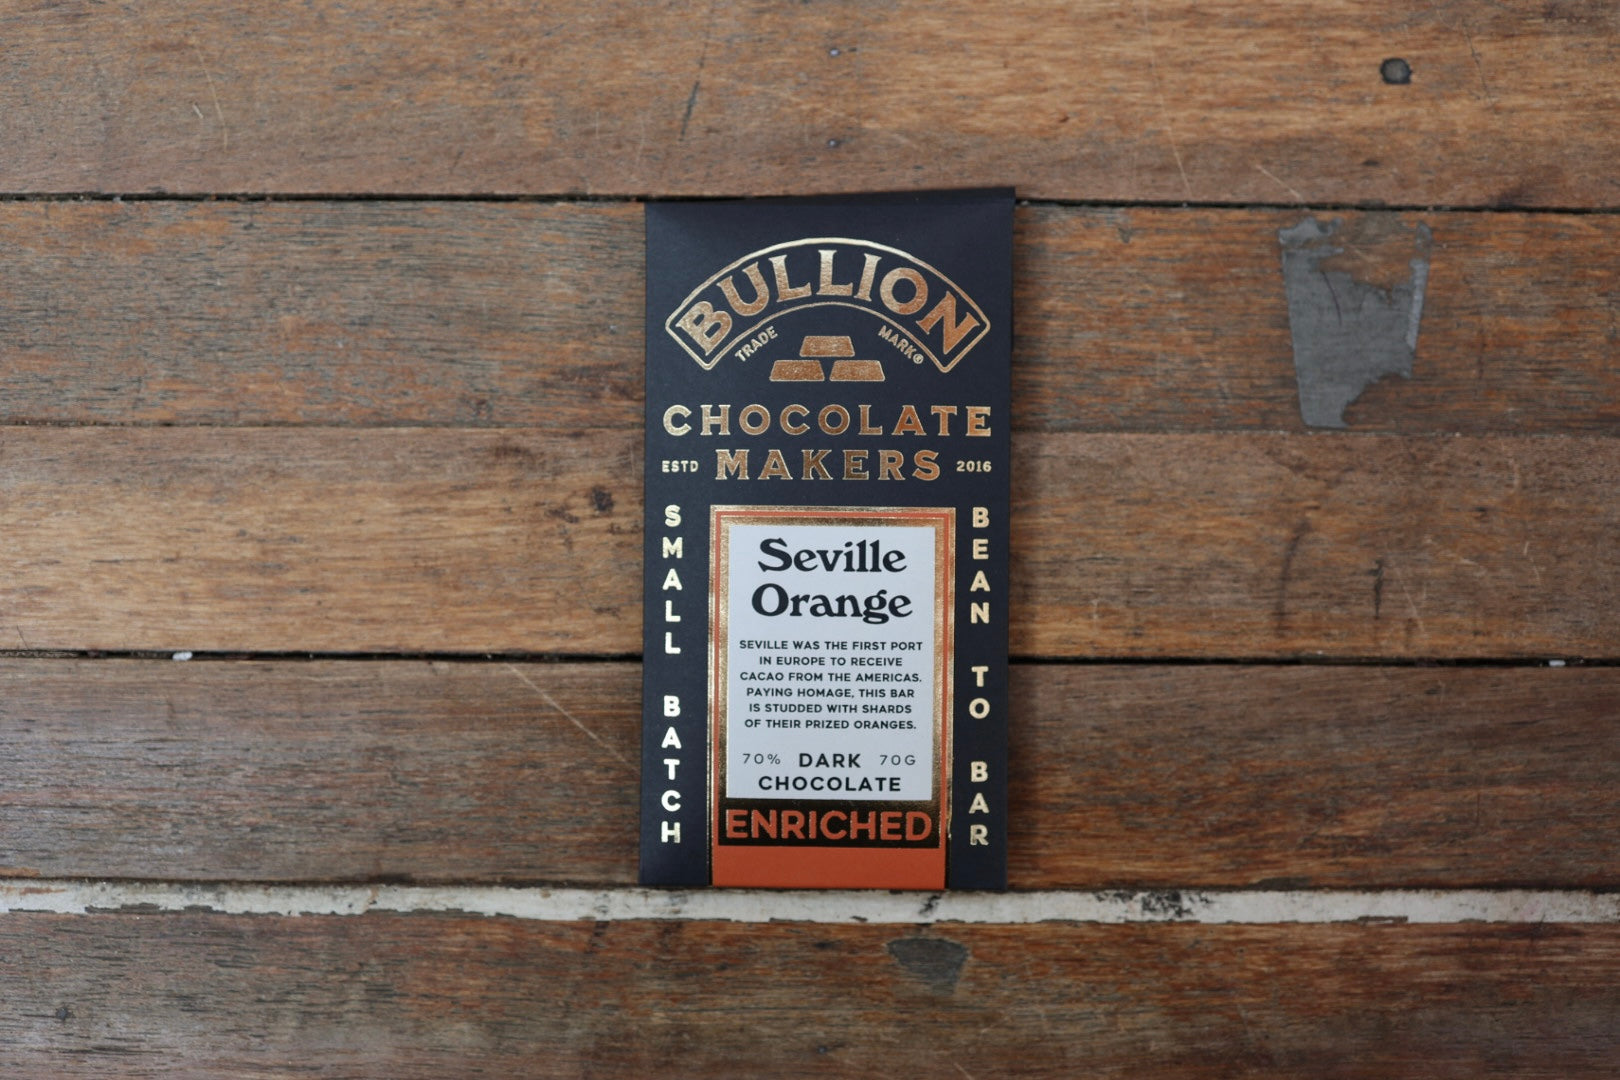 BULLION
TRADE MARK®
CHOCOLATE
ESTD MAKERS 2016
SMALL BATCH
BEAN TO BAR
Seville
Orange
SEVILLE WAS THE FIRST PORT
IN EUROPE TO RECEIVE
CACAO FROM THE AMERICAS.
PAYING HOMAGE, THIS BAR
IS STUDDED WITH SHARDS
OF THEIR PRIZED ORANGES.
70% DARK 70G
CHOCOLATE
ENRICHED